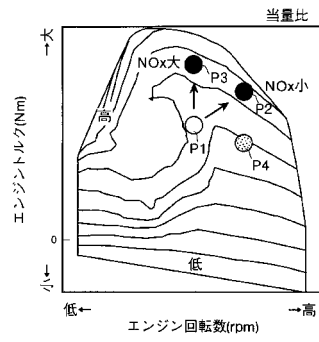 当量比
→大
NOx大
P3
NOx小
P2
高
P1
P4
エンジントルク(Nm)
0
低
小←
低←
→高
エンジン回転数(rpm)